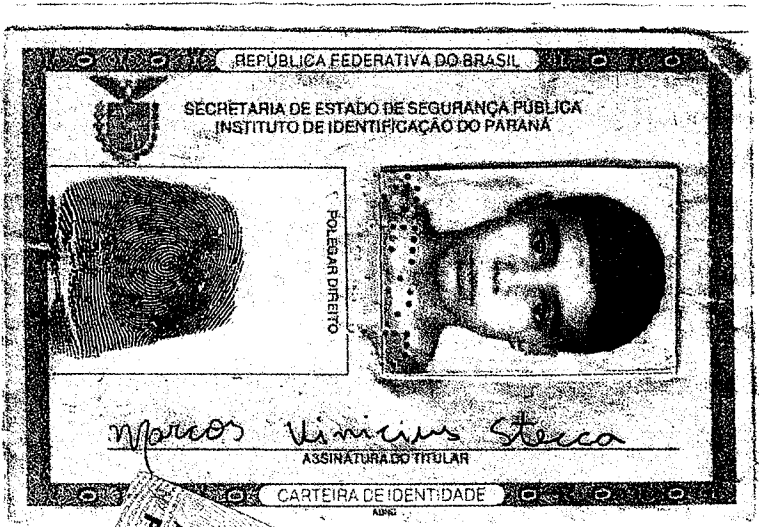 REPÚBLICA FEDERATIVA DO BRASIL
SECRETARIA DE ESTADO DE SEGURANÇA PÚBLICA
INSTITUTO DE IDENTIFICAÇÃO DO PARANÁ
POLEGAR DIREITO
Marcos Vinicius Stecca
ASSINATURA DO TITULAR
CARTEIRA DE IDENTIDADE